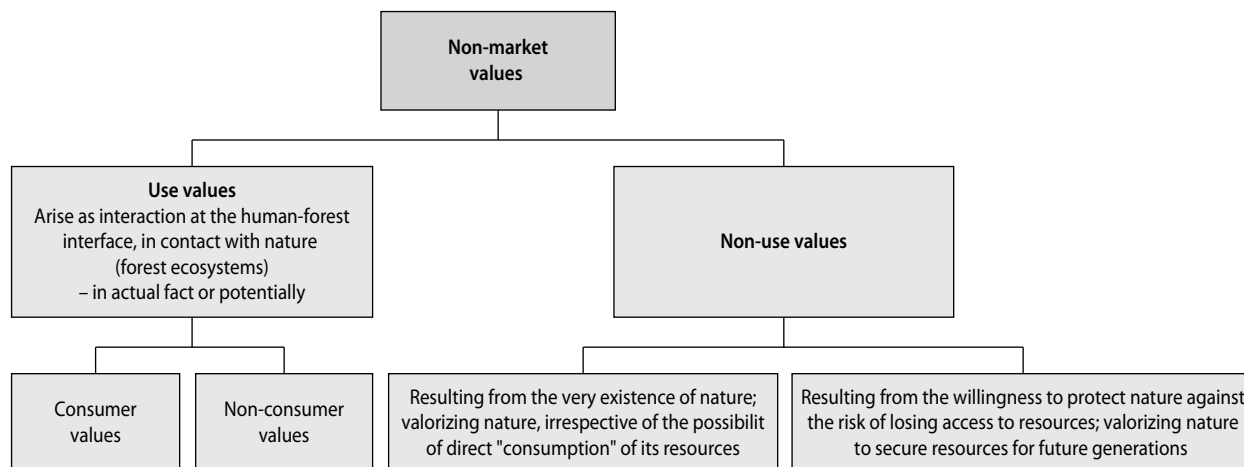 Non-market
values
Use values
Arise as interaction at the human-forest
interface, in contact with nature
(forest ecosystems)
– in actual fact or potentially
Non-use values
Consumer
values
Non-consumer
values
Resulting from the very existence of nature;
valorizing nature, irrespective of the possibilit
of direct "consumption" of its resources
Resulting from the willingness to protect nature against
the risk of losing access to resources; valorizing nature
to secure resources for future generations